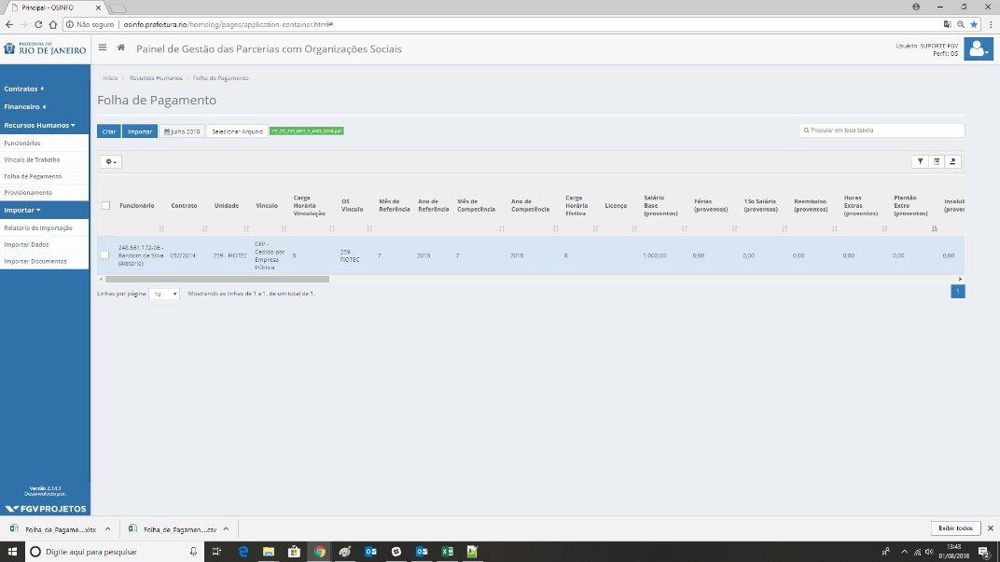 Principal - OSINFO
Não seguro | osinfo.prefeitura.rio/homolog/pages/application-container.html#
PREFEITURA DO
RIO DE JANEIRO
Painel de Gestão das Parcerias com Organizações Sociais
Usuário: SUPORTE FGV
Perfil: OS
Contratos
Financeiro
Recursos Humanos
Funcionários
Vínculo de Trabalho
Folha de Pagamento
Provisionamento
Importar
Relatório de Importação
Importar Dados
Importar Documentos
Início
Recursos Humanos
Folha de Pagamento
Folha de Pagamento
Criar
Importar
Julho 2018
Selecionar Arquivo
Procurar em toda tabela
Funcionário
Contrato
Unidade
Vínculo
Carga
Horária
Vinculação
OS
Vínculo
Mês de
Referência
Ano de
Referência
Mês de
Competência
Ano de
Competência
Carga
Horária
Efetiva
Licença
Salário
Base
(proventos)
Férias
(proventos)
13o Salário
(proventos)
Reembolso
(proventos)
Horas
Extras
(proventos)
Plantão
Extra
(proventos)
Insalut
(prover
248.661.172-06 -
Random da Silva
(Aletório)
032/2014
259 - FIOTEC
CEP -
Cedido por
Empresa
Pública
8
259 -
FIOTEC
7
2018
7
2018
8
1.000,00
0,00
0,00
0,00
0,00
0,00
0,00
Linhas por página:
10
Mostrando as linhas de 1 a 1, de um total de 1.
1
Versão 2.14.1
Desenvolvido por:
FGV PROJETOS
Folha_de_Pagame....xlsx
Folha_de_Pagamen....csv
Exibir todos
Digite aqui para pesquisar
13:43
01/08/2018
2